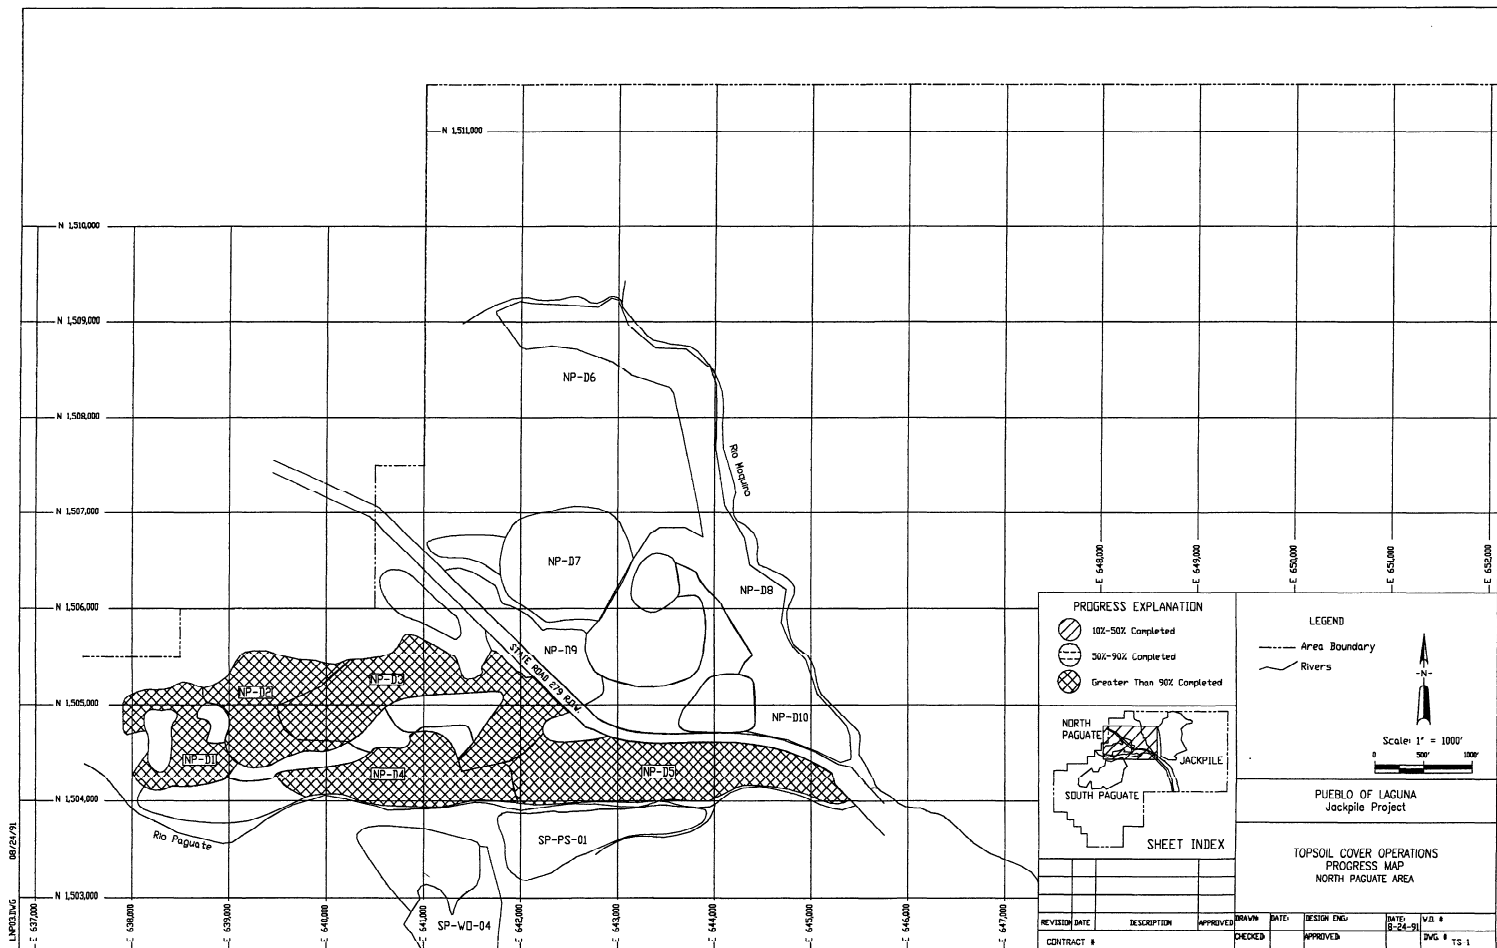 N 1,511,000
N 1,510,000
N 1,509,000
N 1,508,000
N 1,507,000
N 1,506,000
N 1,505,000
N 1,504,000
N 1,503,000
NP-D6
Rio Moquino
NP-D7
NP-D8
NP-D9
STATE ROAD 279 R.O.W.
NP-D3
NP-D2
NP-D10
NP-D1
NP-D4
NP-D5
Rio Paguate
SP-PS-01
SP-WD-04
E 637,000
E 638,000
E 639,000
E 640,000
E 641,000
E 642,000
E 643,000
E 644,000
E 645,000
E 646,000
E 647,000
E 648,000
E 649,000
E 650,000
E 651,000
E 652,000
LNP03.DWG 08/24/91
PROGRESS EXPLANATION
10%-50% Completed
50%-90% Completed
Greater Than 90% Completed
LEGEND
Area Boundary
Rivers
-N-
Scale: 1" = 1000'
0 500' 1000'
NORTH
PAGUATE
JACKPILE
SOUTH PAGUATE
SHEET INDEX
PUEBLO OF LAGUNA
Jackpile Project
TOPSOIL COVER OPERATIONS
PROGRESS MAP
NORTH PAGUATE AREA
REVISION DATE DESCRIPTION APPROVED
CONTRACT #
DRAWN: DATE: DESIGN ENG.: DATE: 8-24-91 W.O. #
CHECKED: APPROVED: DWG. # TS-1